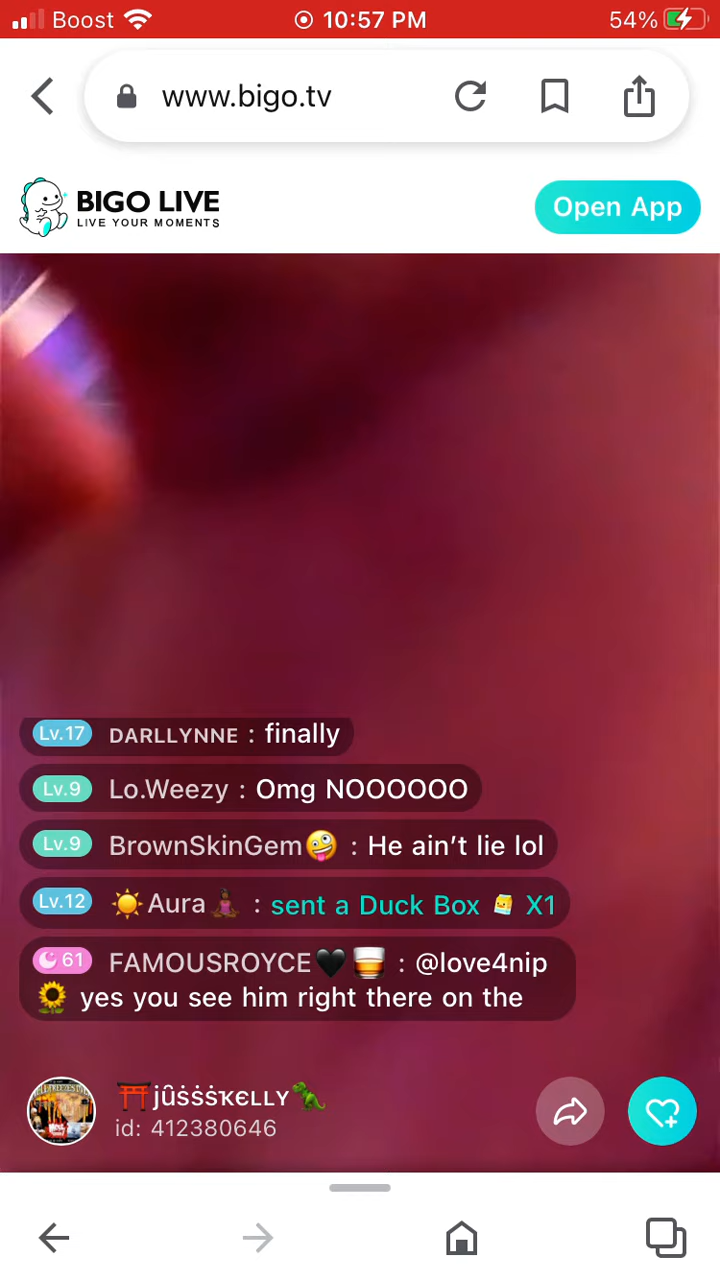 Boost 10:57 PM 54%
www.bigo.tv
BIGO LIVE
LIVE YOUR MOMENTS
Open App
Lv.17 DARLLYNNE : finally
Lv.9 Lo.Weezy : Omg NOOOOOO
Lv.9 BrownSkinGem🤪 : He ain't lie lol
Lv.12 ☀️Aura🧘🏾‍♀️ : sent a Duck Box X1
61 FAMOUSROYCE🖤🥃 : @love4nip
🌻 yes you see him right there on the
⛩️jȗṡṡṡҡєʟʟʏ🦖
id: 412380646